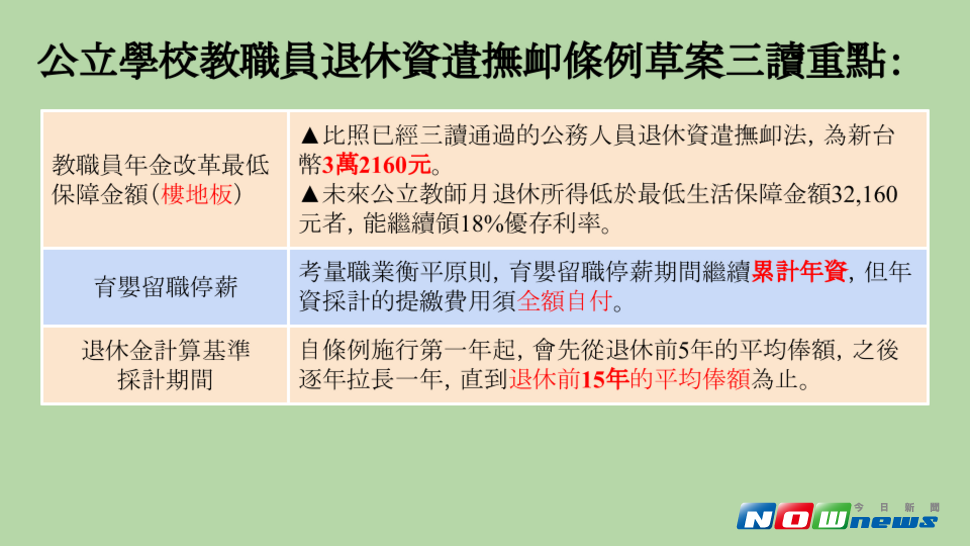 公立學校教職員退休資遣撫卹條例草案三讀重點：
教職員年金改革最低
保障金額（樓地板）
▲比照已經三讀通過的公務人員退休資遣撫卹法，為新台
幣3萬2160元。
▲未來公立教師月退休所得低於最低生活保障金額32,160
元者，能繼續領18%優存利率。
育嬰留職停薪
考量職業衡平原則，育嬰留職停薪期間繼續累計年資，但年
資採計的提繳費用須全額自付。
退休金計算基準
採計期間
自條例施行第一年起，會先從退休前5年的平均俸額，之後
逐年拉長一年，直到退休前15年的平均俸額為止。
今日新聞
NOWnews